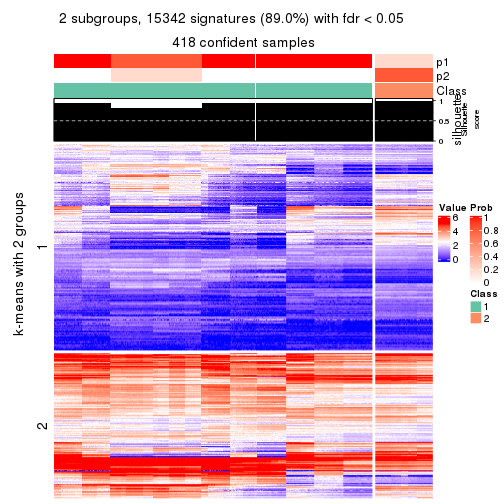 2 subgroups, 15342 signatures (89.0%) with fdr < 0.05
418 confident samples
p1
p2
Class
1
0.5
0
silhouette
Silhouette
score
k-means with 2 groups
1
2
Value
6
4
2
0
Prob
1
0.8
0.6
0.4
0.2
0
Class
1
2